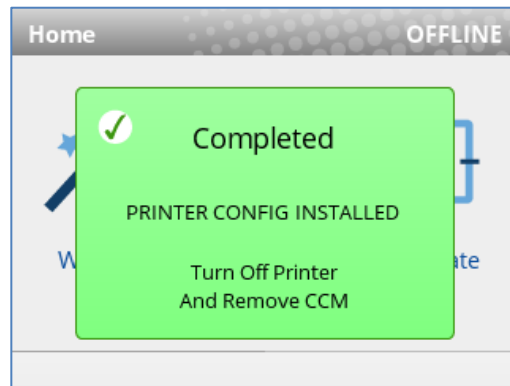 Home OFFLINE
Completed
PRINTER CONFIG INSTALLED
Turn Off Printer
And Remove CCM